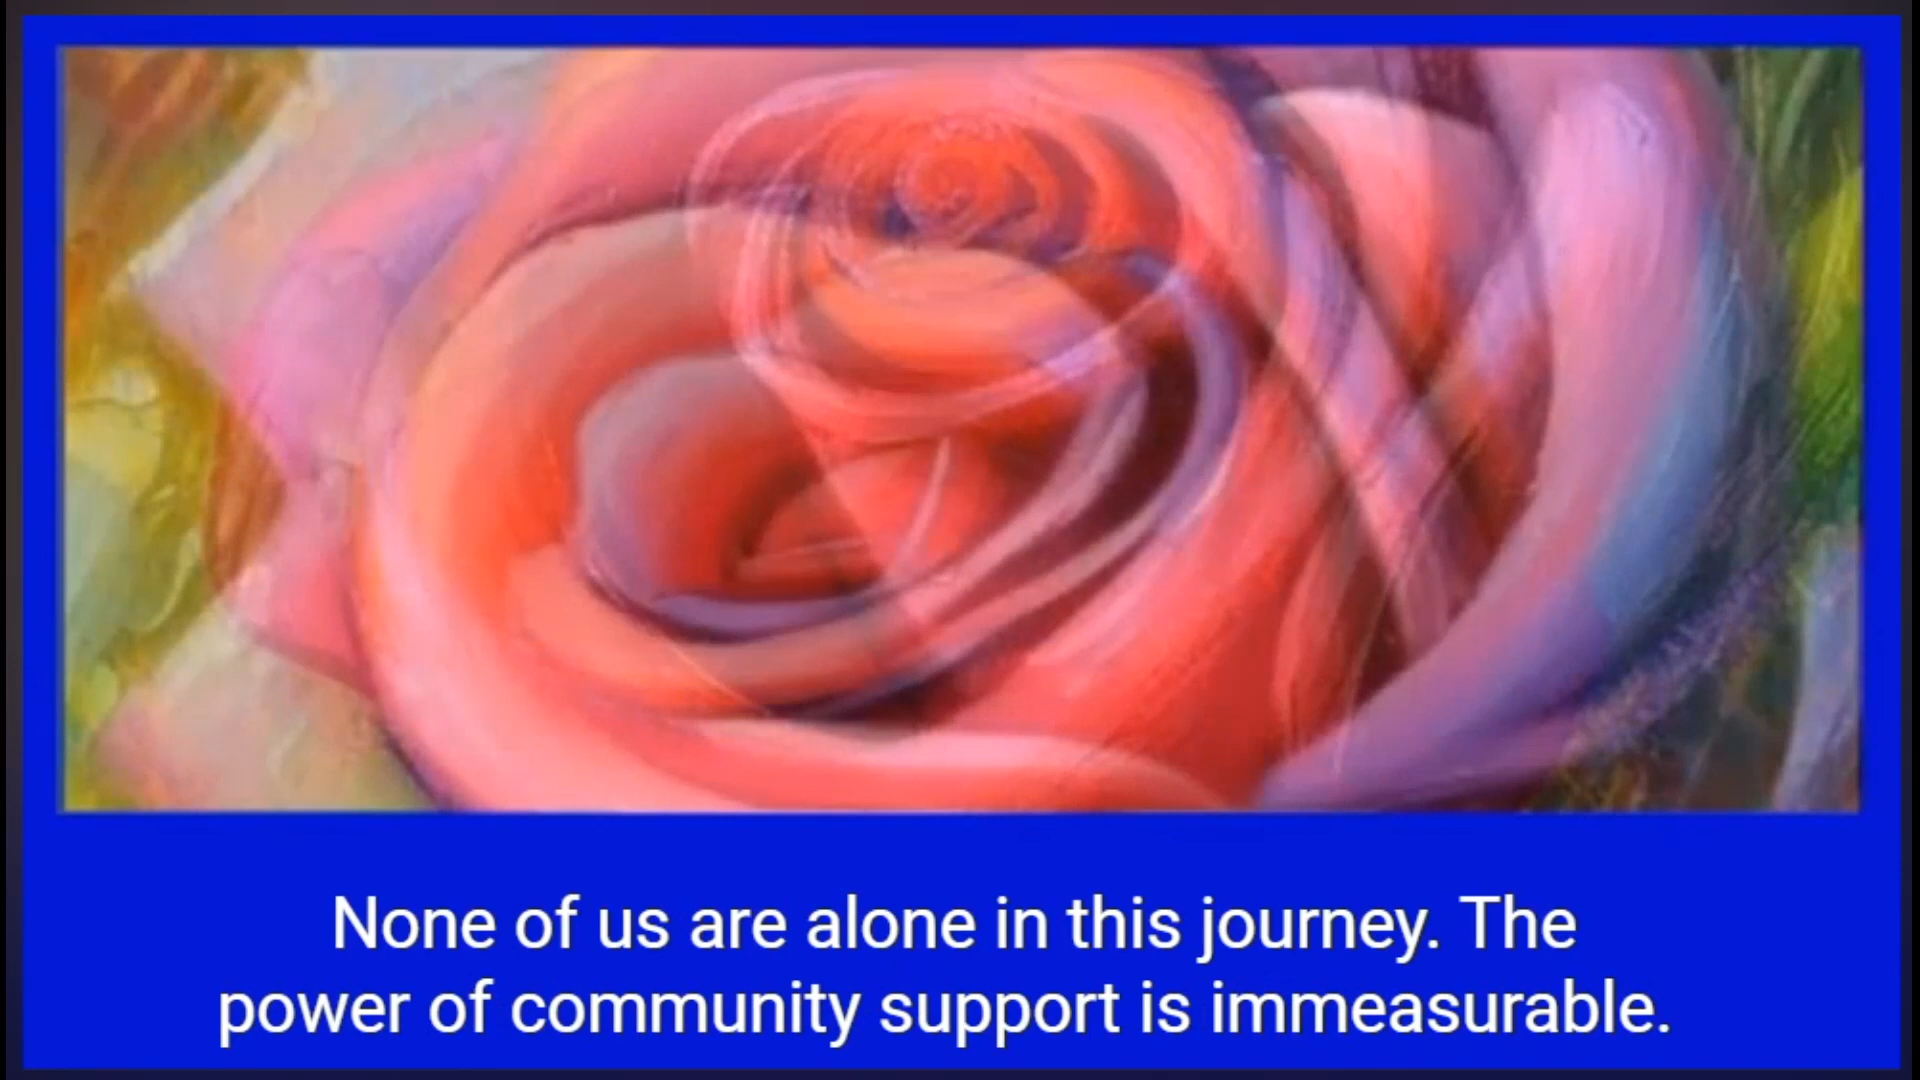 None of us are alone in this journey. The
power of community support is immeasurable.